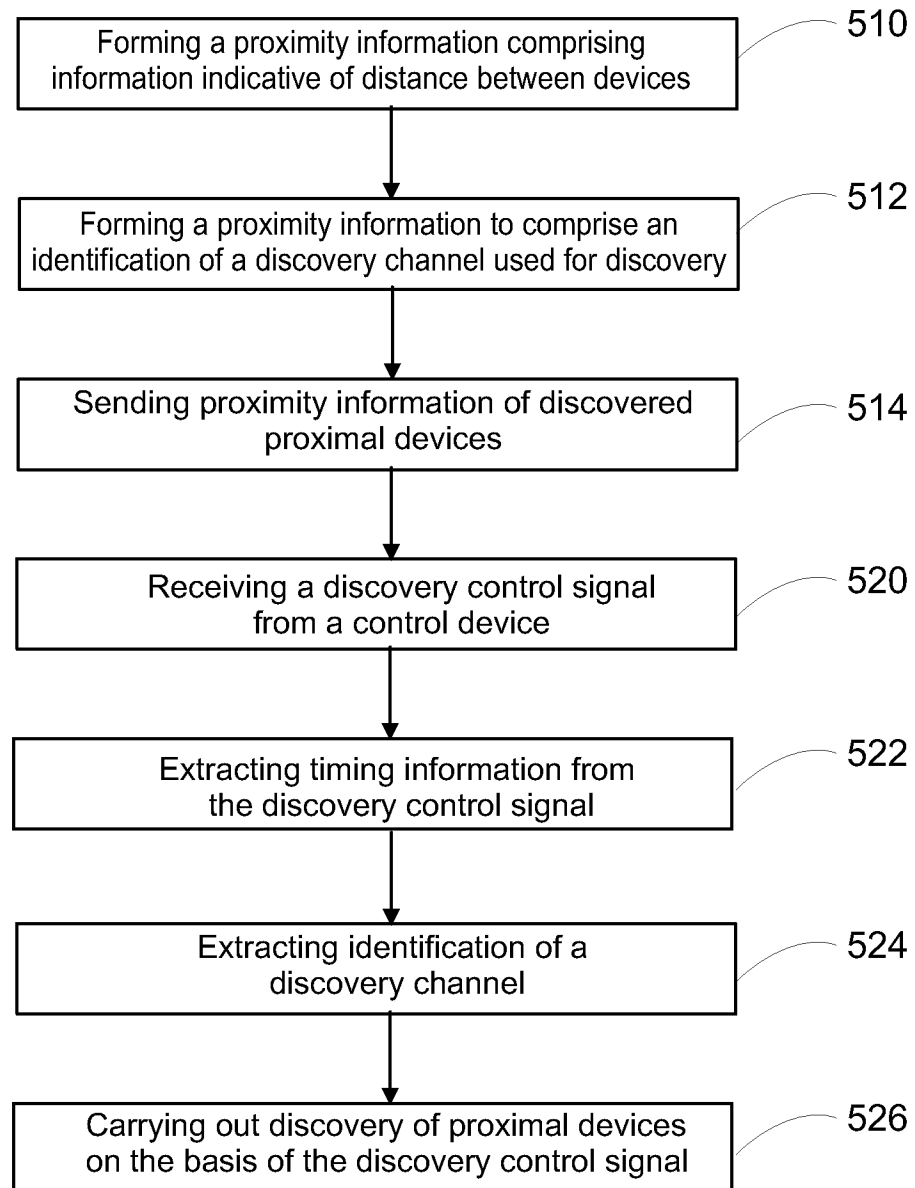 Forming a proximity information comprising
information indicative of distance between devices
510
Forming a proximity information to comprise an
identification of a discovery channel used for discovery
512
Sending proximity information of discovered
proximal devices
514
Receiving a discovery control signal
from a control device
520
Extracting timing information from
the discovery control signal
522
Extracting identification of a
discovery channel
524
Carrying out discovery of proximal devices
on the basis of the discovery control signal
526